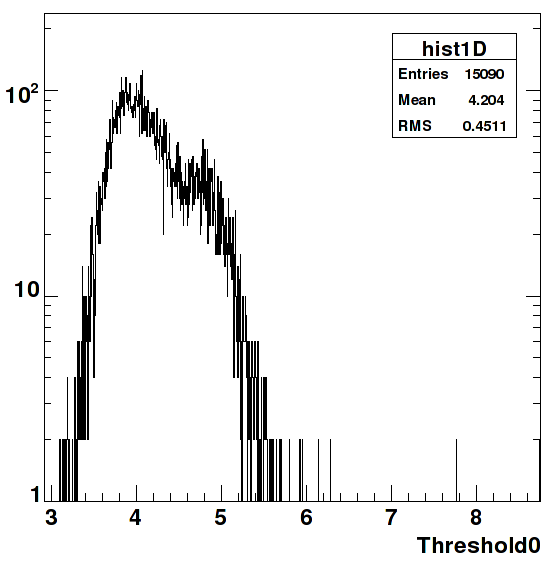 hist1D
Entries 15090
Mean 4.204
RMS 0.4511
10²
10
1
3 4 5 6 7 8
Threshold0